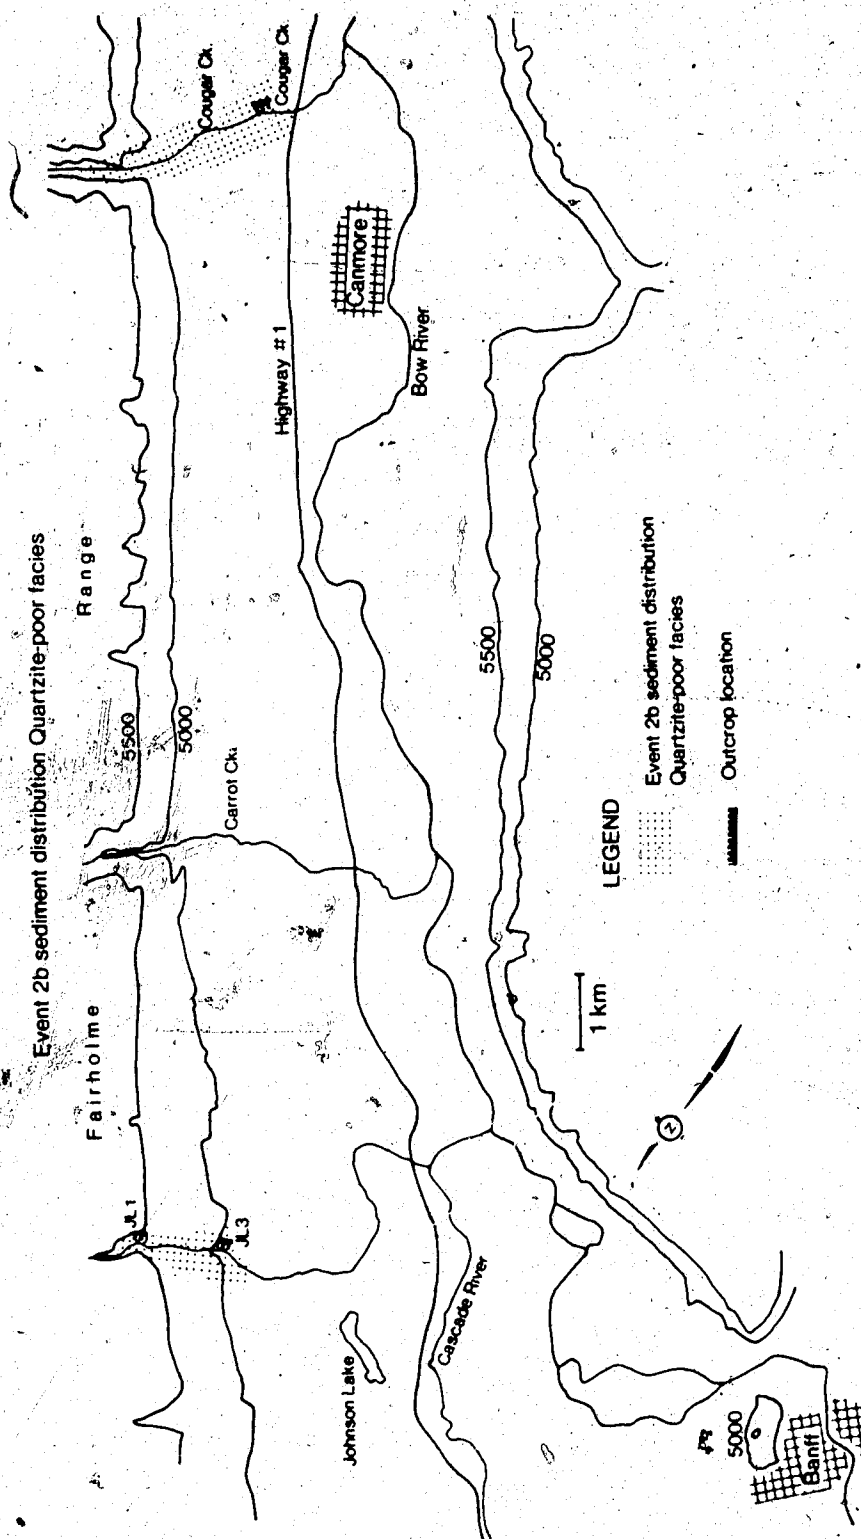 Event 2b sediment distribution Quartzite-poor facies
Fairholme
Range
JL1
JL3
5500
5000
Carrot Ck.
Cougar Ck.
Cougar Ck.
Highway #1
Canmore
Bow River
Johnson Lake
Cascade River
5500
5000
5000
Banff
1 km
LEGEND
Event 2b sediment distribution
Quartzite-poor facies
Outcrop location